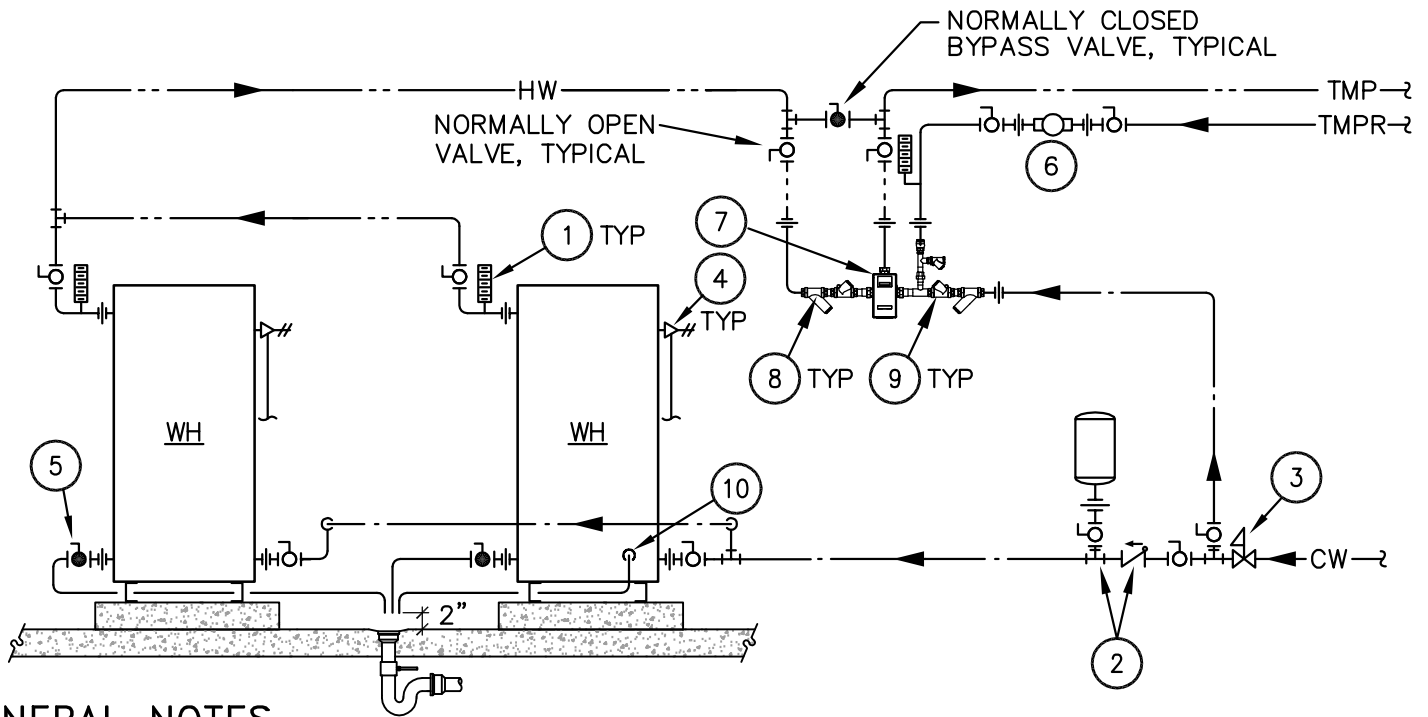 NORMALLY CLOSED
BYPASS VALVE, TYPICAL
HW
TMP
NORMALLY OPEN
VALVE, TYPICAL
TMPR
6
1 TYP
7
4
TYP
8 TYP
9 TYP
WH
WH
5
10
3
CW
2"
2